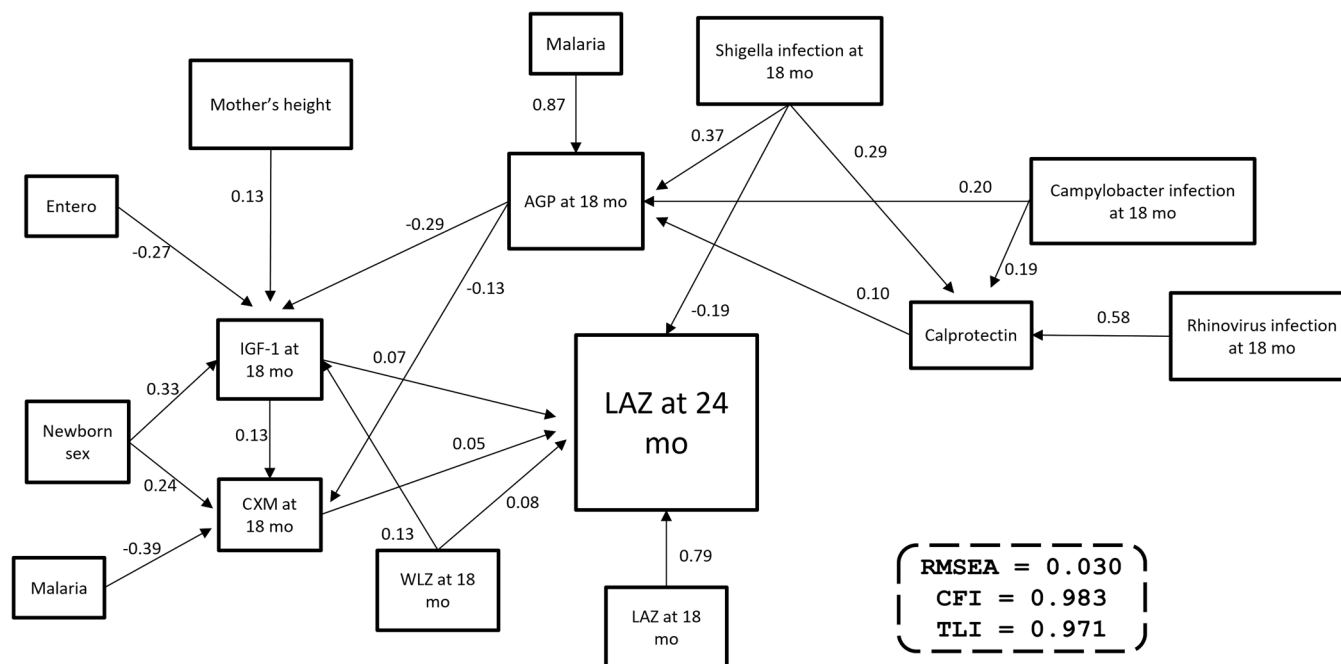 Malaria
Shigella infection at
18 mo
Mother's height
0.87
0.37
0.29
Entero
0.13
AGP at 18 mo
0.20
Campylobacter infection
at 18 mo
-0.27
-0.29
-0.13
0.19
0.10
-0.19
Calprotectin
0.58
Rhinovirus infection
at 18 mo
IGF-1 at
18 mo
0.07
0.33
LAZ at 24
mo
Newborn
sex
0.13
0.05
0.24
CXM at
18 mo
0.08
-0.39
0.13
Malaria
WLZ at 18
mo
0.79
LAZ at 18
mo
RMSEA = 0.030
CFI = 0.983
TLI = 0.971